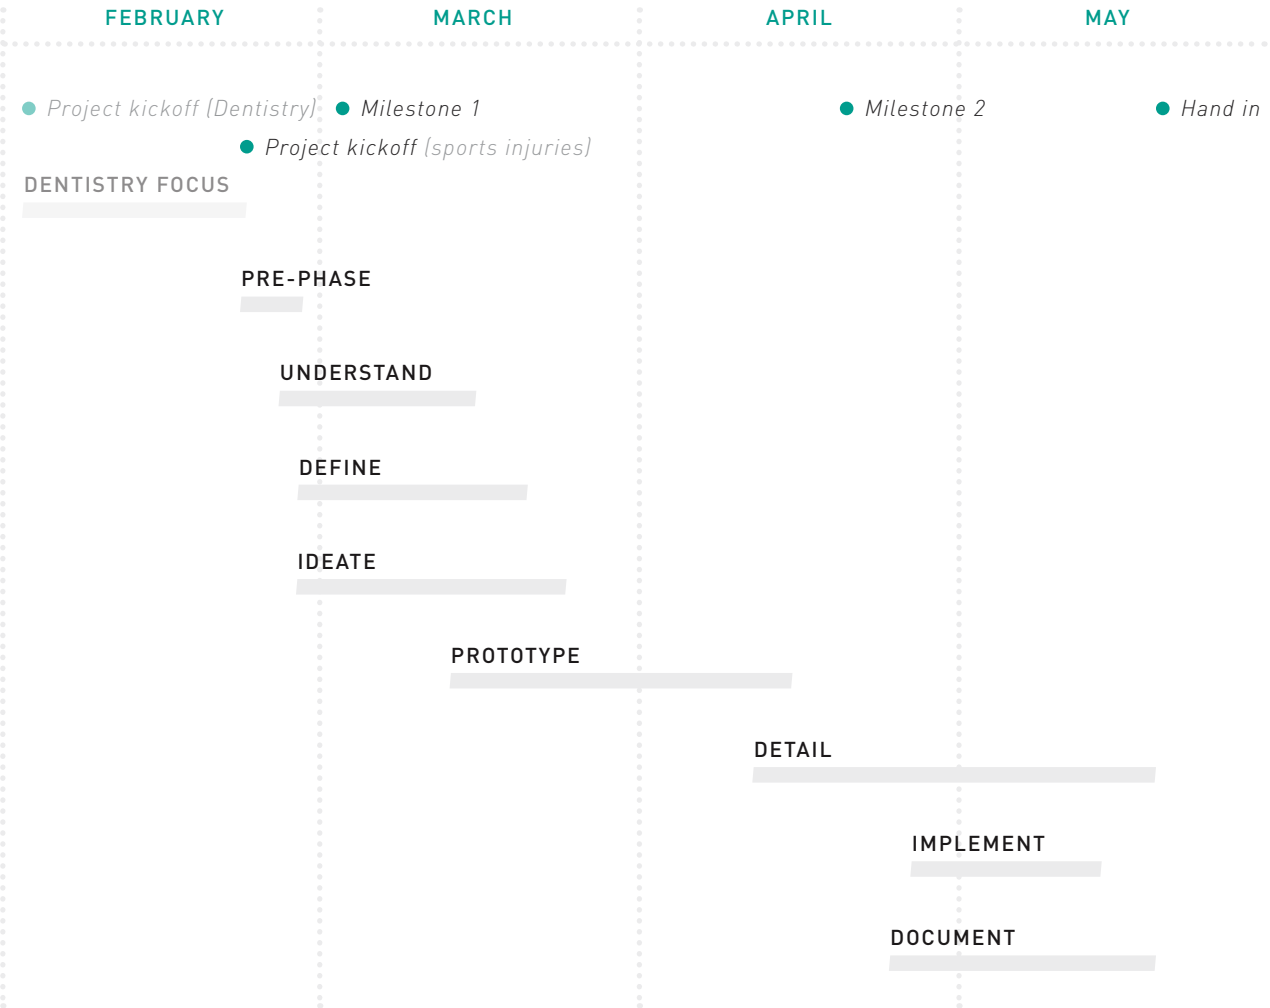 FEBRUARY MARCH APRIL MAY
Project kickoff (Dentistry) Milestone 1 Milestone 2 Hand in
Project kickoff (sports injuries)
DENTISTRY FOCUS
PRE-PHASE
UNDERSTAND
DEFINE
IDEATE
PROTOTYPE
DETAIL
IMPLEMENT
DOCUMENT